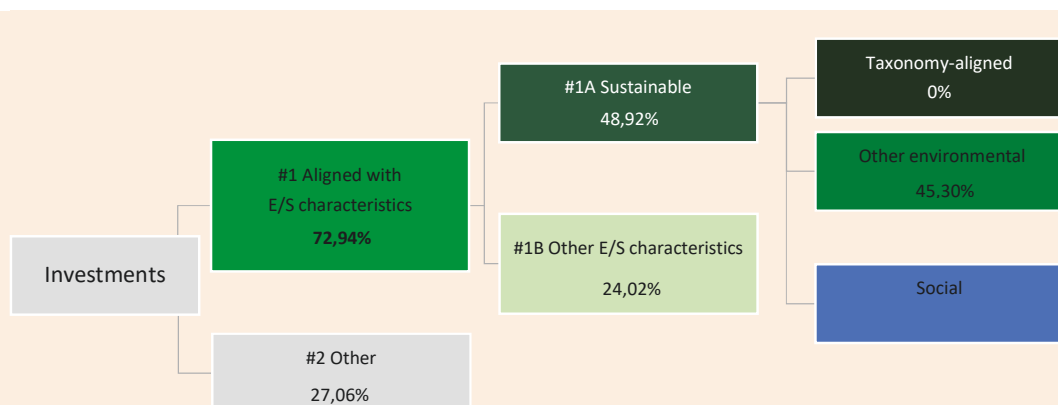 Investments
#1 Aligned with
E/S characteristics
72,94%
#2 Other
27,06%
#1A Sustainable
48,92%
#1B Other E/S characteristics
24,02%
Taxonomy-aligned
0%
Other environmental
45,30%
Social